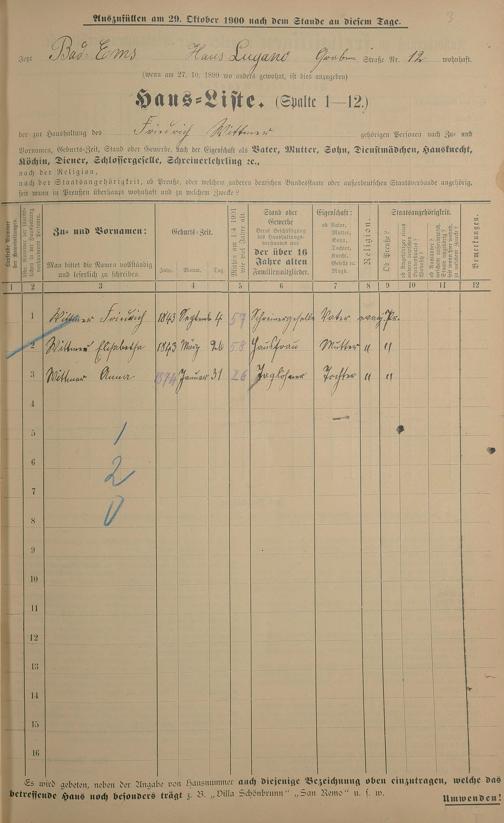 Auszufüllen am 29. Oktober 1900 nach dem Stande an diesem Tage.
3
Jetzt Bad-Ems Haus Lugano Graben Straße Nr. 12 wohnhaft.
(wenn am 27. 10. 1899 wo anders gewohnt, ist dies anzugeben)
Haus-Liste. (Spalte 1—12.)
der zur Haushaltung des Friedrich Wittmer gehörigen Personen nach Zu- und
Vornamen, Geburts-Zeit, Stand oder Gewerbe. Nach der Eigenschaft als Vater, Mutter, Sohn, Dienstmädchen, Hausknecht,
Köchin, Diener, Schlossergeselle, Schreinerlehrling ꝛc.,
nach der Religion,
nach der Staatsangehörigkeit, ob Preuße, oder welchem anderen deutschen Bundesstaate oder außerdeutschen Staatsverbande angehörig,
seit wann in Preußen überhaupt wohnhaft und zu welchem Zwecke?
Zu- und Vornamen:
Man bittet die Namen vollständig und leserlich zu schreiben.
Geburts-Zeit.
Jahr. Monat. Tag.
Stand oder Gewerbe
der über 16 Jahre alten Familienmitglieder.
Eigenschaft:
ob Vater, Mutter, Sohn, Tochter, Knecht, Geselle o. Magd.
Religion.
Staatsangehörigkeit.
Ob Preuße?
Bemerkungen.
1 2 3 4 5 6 7 8 9 10 11 12
1 Wittmer Friedrich 1843 Septemb 4 57 Schreinergeselle Vater evang Pr.
2 Wittmer Elisabetha 1843 März 26 58 Hausfrau Mutter " "
3 Wittmer Anna 1874 Januar 31 26 Tochter " "
4
5
6
7
8
9
10
11
12
13
14
15
16
1
2
0
Es wird gebeten, neben der Angabe von Hausnummer auch diejenige Bezeichnung oben einzutragen, welche das
betreffende Haus noch besonders trägt z. B. „Villa Schönbrunn" „San Remo" u. s. w.
Umwenden!